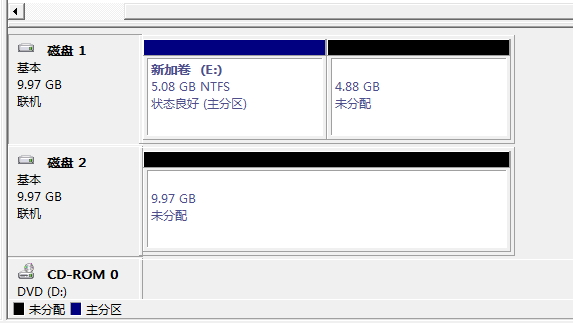 磁盘 1
基本
9.97 GB
联机
新加卷 (E:)
5.08 GB NTFS
状态良好 (主分区)
4.88 GB
未分配
磁盘 2
基本
9.97 GB
联机
9.97 GB
未分配
CD-ROM 0
DVD (D:)
未分配 主分区